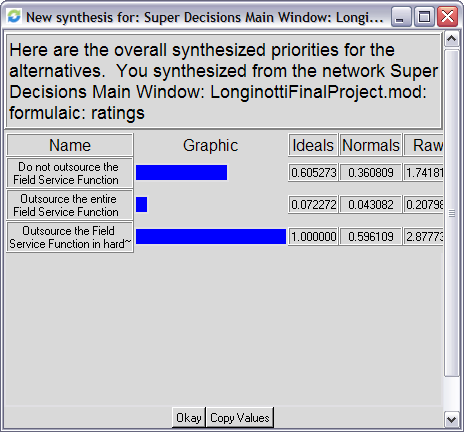 New synthesis for: Super Decisions Main Window: Longi...
Here are the overall synthesized priorities for the
alternatives. You synthesized from the network Super
Decisions Main Window: LonginottiFinalProject.mod:
formulaic: ratings
Name Graphic Ideals Normals Raw
Do not outsource the
Field Service Function 0.605273 0.360809 1.74181
Outsource the entire
Field Service Function 0.072272 0.043082 0.20798
Outsource the Field
Service Function in hard~ 1.000000 0.596109 2.87773
Okay Copy Values